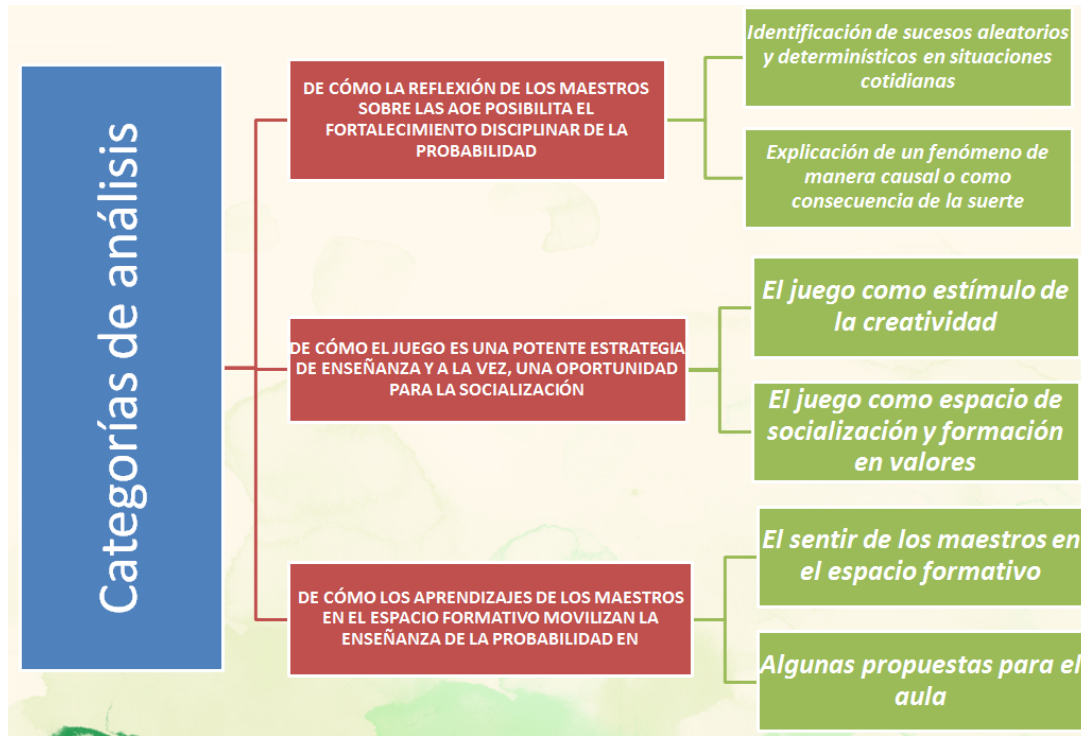 Categorías de análisis
DE CÓMO LA REFLEXIÓN DE LOS MAESTROS
SOBRE LAS AOE POSIBILITA EL
FORTALECIMIENTO DISCIPLINAR DE LA
PROBABILIDAD
Identificación de sucesos aleatorios
y determinísticos en situaciones
cotidianas
Explicación de un fenómeno de
manera causal o como
consecuencia de la suerte
DE CÓMO EL JUEGO ES UNA POTENTE ESTRATEGIA
DE ENSEÑANZA Y A LA VEZ, UNA OPORTUNIDAD
PARA LA SOCIALIZACIÓN
El juego como estímulo de
la creatividad
El juego como espacio de
socialización y formación
en valores
DE CÓMO LOS APRENDIZAJES DE LOS MAESTROS
EN EL ESPACIO FORMATIVO MOVILIZAN LA
ENSEÑANZA DE LA PROBABILIDAD EN
El sentir de los maestros en
el espacio formativo
Algunas propuestas para el
aula